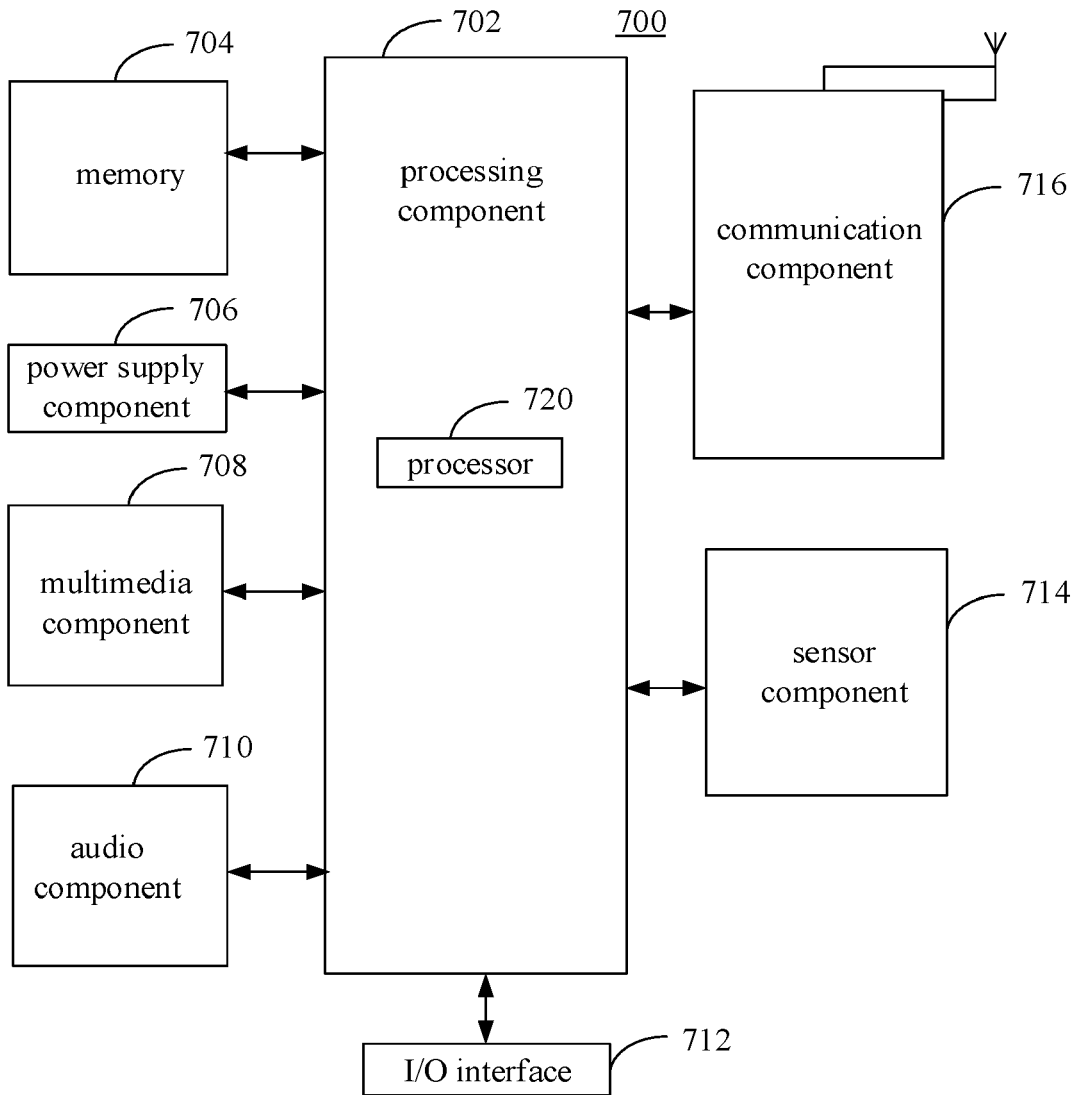 702
700
704
memory
processing
component
716
communication
component
706
power supply
component
720
processor
708
multimedia
component
714
sensor
component
710
audio
component
712
I/O interface